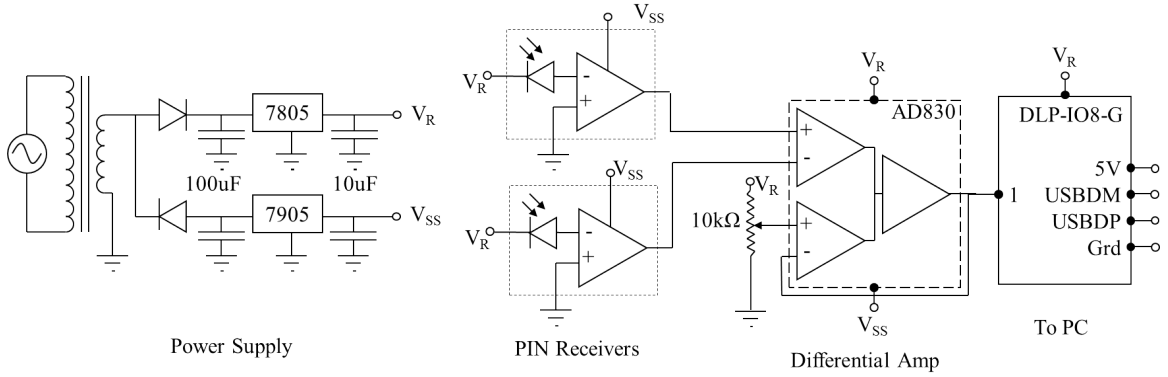 7805
V_R
100uF
10uF
7905
V_SS
Power Supply
V_SS
V_R
-
+
V_SS
V_R
-
+
PIN Receivers
V_R
AD830
+
-
V_R
10kΩ
+
-
V_SS
Differential Amp
V_R
DLP-IO8-G
1
5V
USBDM
USBDP
Grd
To PC